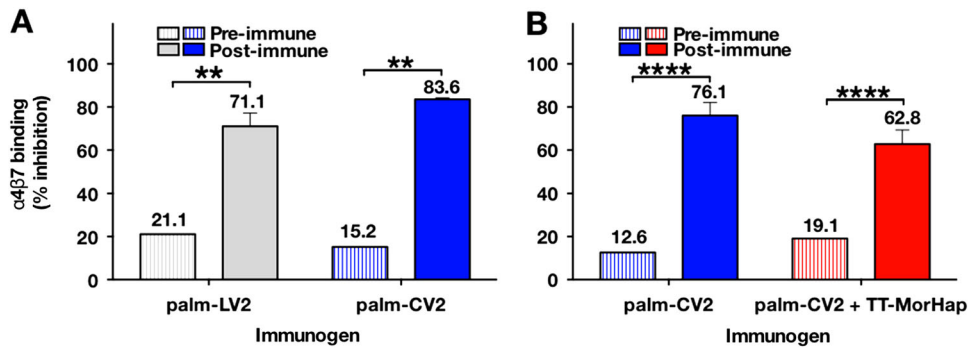 A
Pre-immune
Post-immune
α4β7 binding
(% inhibition)
100
80
60
40
20
0
**
**
21.1
71.1
15.2
83.6
palm-LV2
palm-CV2
Immunogen
B
Pre-immune
Post-immune
100
80
60
40
20
0
****
****
12.6
76.1
19.1
62.8
palm-CV2
palm-CV2 + TT-MorHap
Immunogen